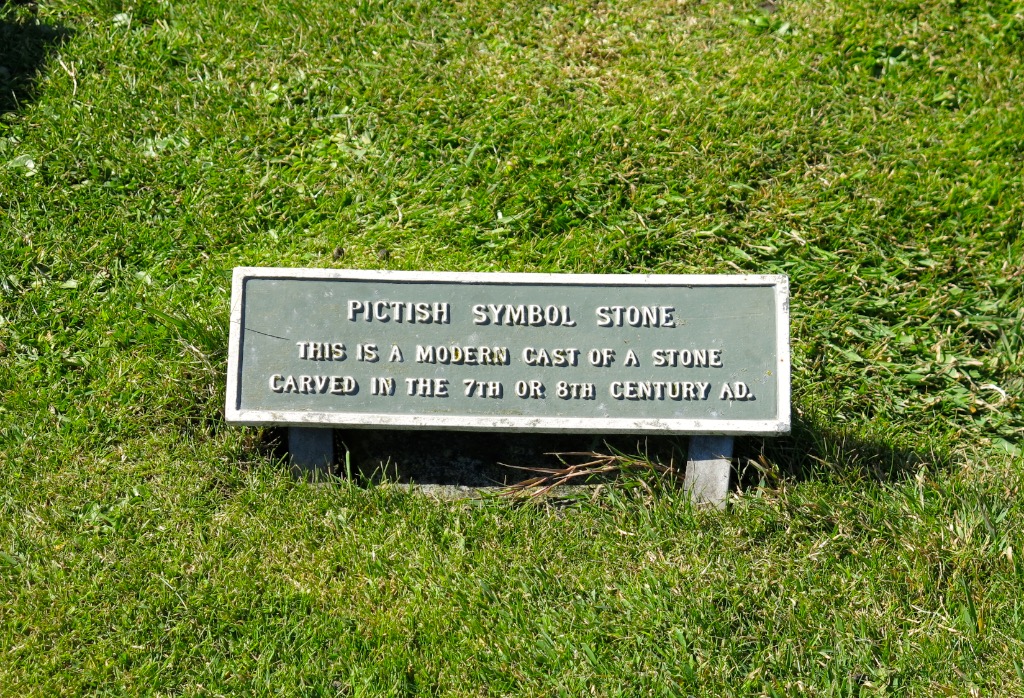 PICTISH SYMBOL STONE
THIS IS A MODERN CAST OF A STONE
CARVED IN THE 7TH OR 8TH CENTURY AD.